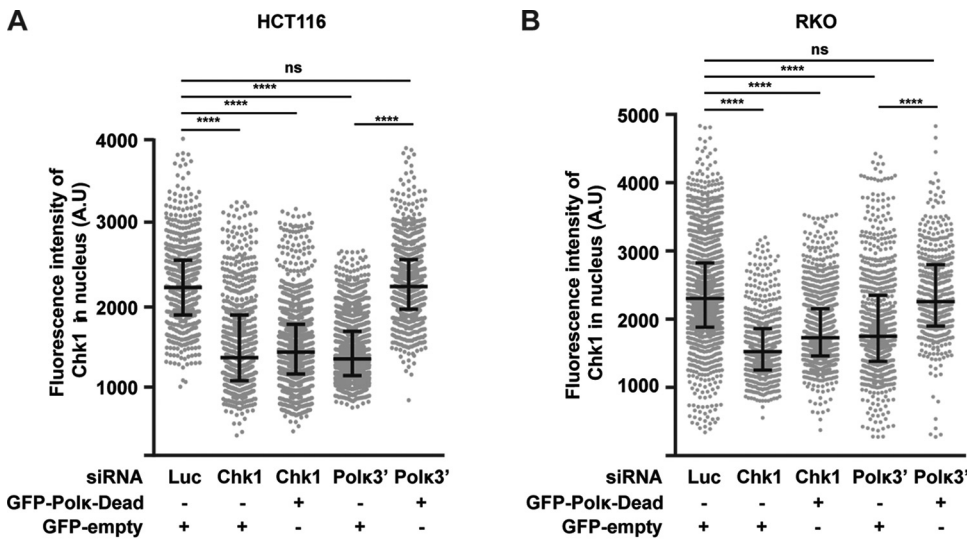 A
HCT116
ns
****
****
****
****
4000
3000
2000
1000
Fluorescence intensity of
Chk1 in nucleus (A.U)
siRNA Luc Chk1 Chk1 Polκ3’ Polκ3’
GFP-Polκ-Dead - - + - +
GFP-empty + + - + -
B
RKO
ns
****
****
****
****
5000
4000
3000
2000
1000
Fluorescence intensity of
Chk1 in nucleus (A.U)
siRNA Luc Chk1 Chk1 Polκ3’ Polκ3’
GFP-Polκ-Dead - - + - +
GFP-empty + + - + -